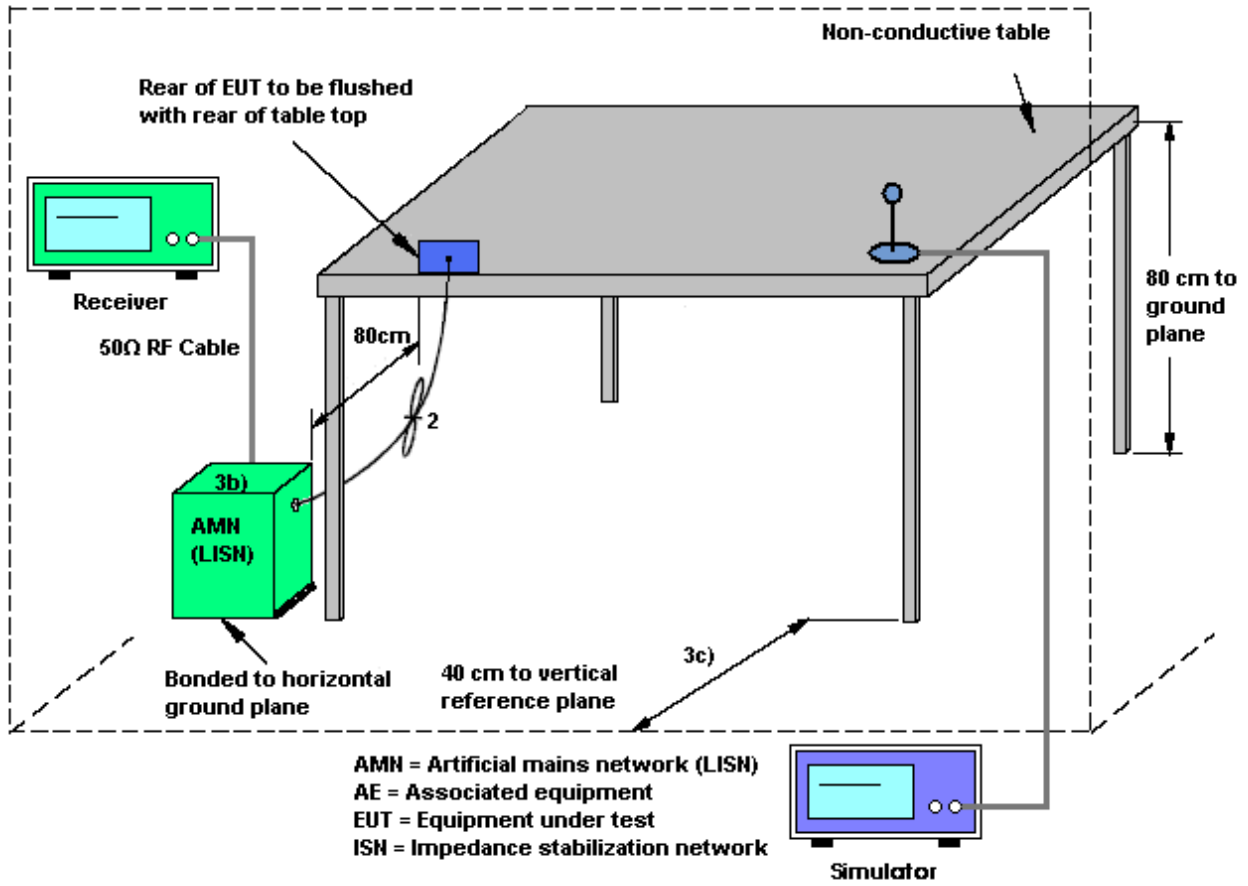 Non-conductive table
Rear of EUT to be flushed
with rear of table top
Receiver
50Ω RF Cable
80cm
80 cm to
ground
plane
2
3b)
AMN
(LISN)
Bonded to horizontal
ground plane
40 cm to vertical
reference plane
3c)
AMN = Artificial mains network (LISN)
AE = Associated equipment
EUT = Equipment under test
ISN = Impedance stabilization network
Simulator